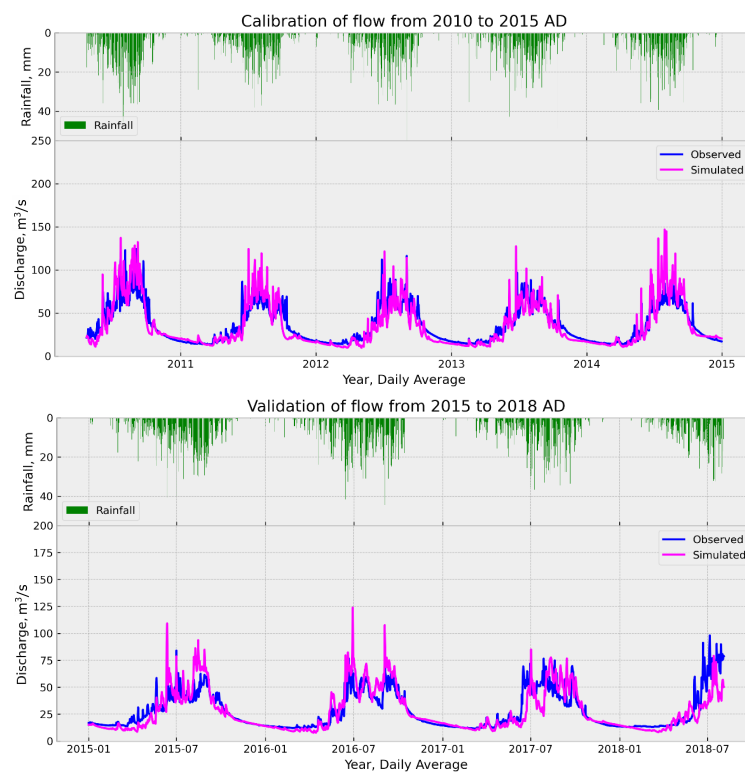 Calibration of flow from 2010 to 2015 AD
0
20
40
Rainfall, mm
Rainfall
250
200
150
100
50
0
Discharge, m³/s
Observed
Simulated
2011 2012 2013 2014 2015
Year, Daily Average
Validation of flow from 2015 to 2018 AD
0
20
40
Rainfall, mm
Rainfall
200
175
150
125
100
75
50
25
0
Discharge, m³/s
Observed
Simulated
2015-01 2015-07 2016-01 2016-07 2017-01 2017-07 2018-01 2018-07
Year, Daily Average